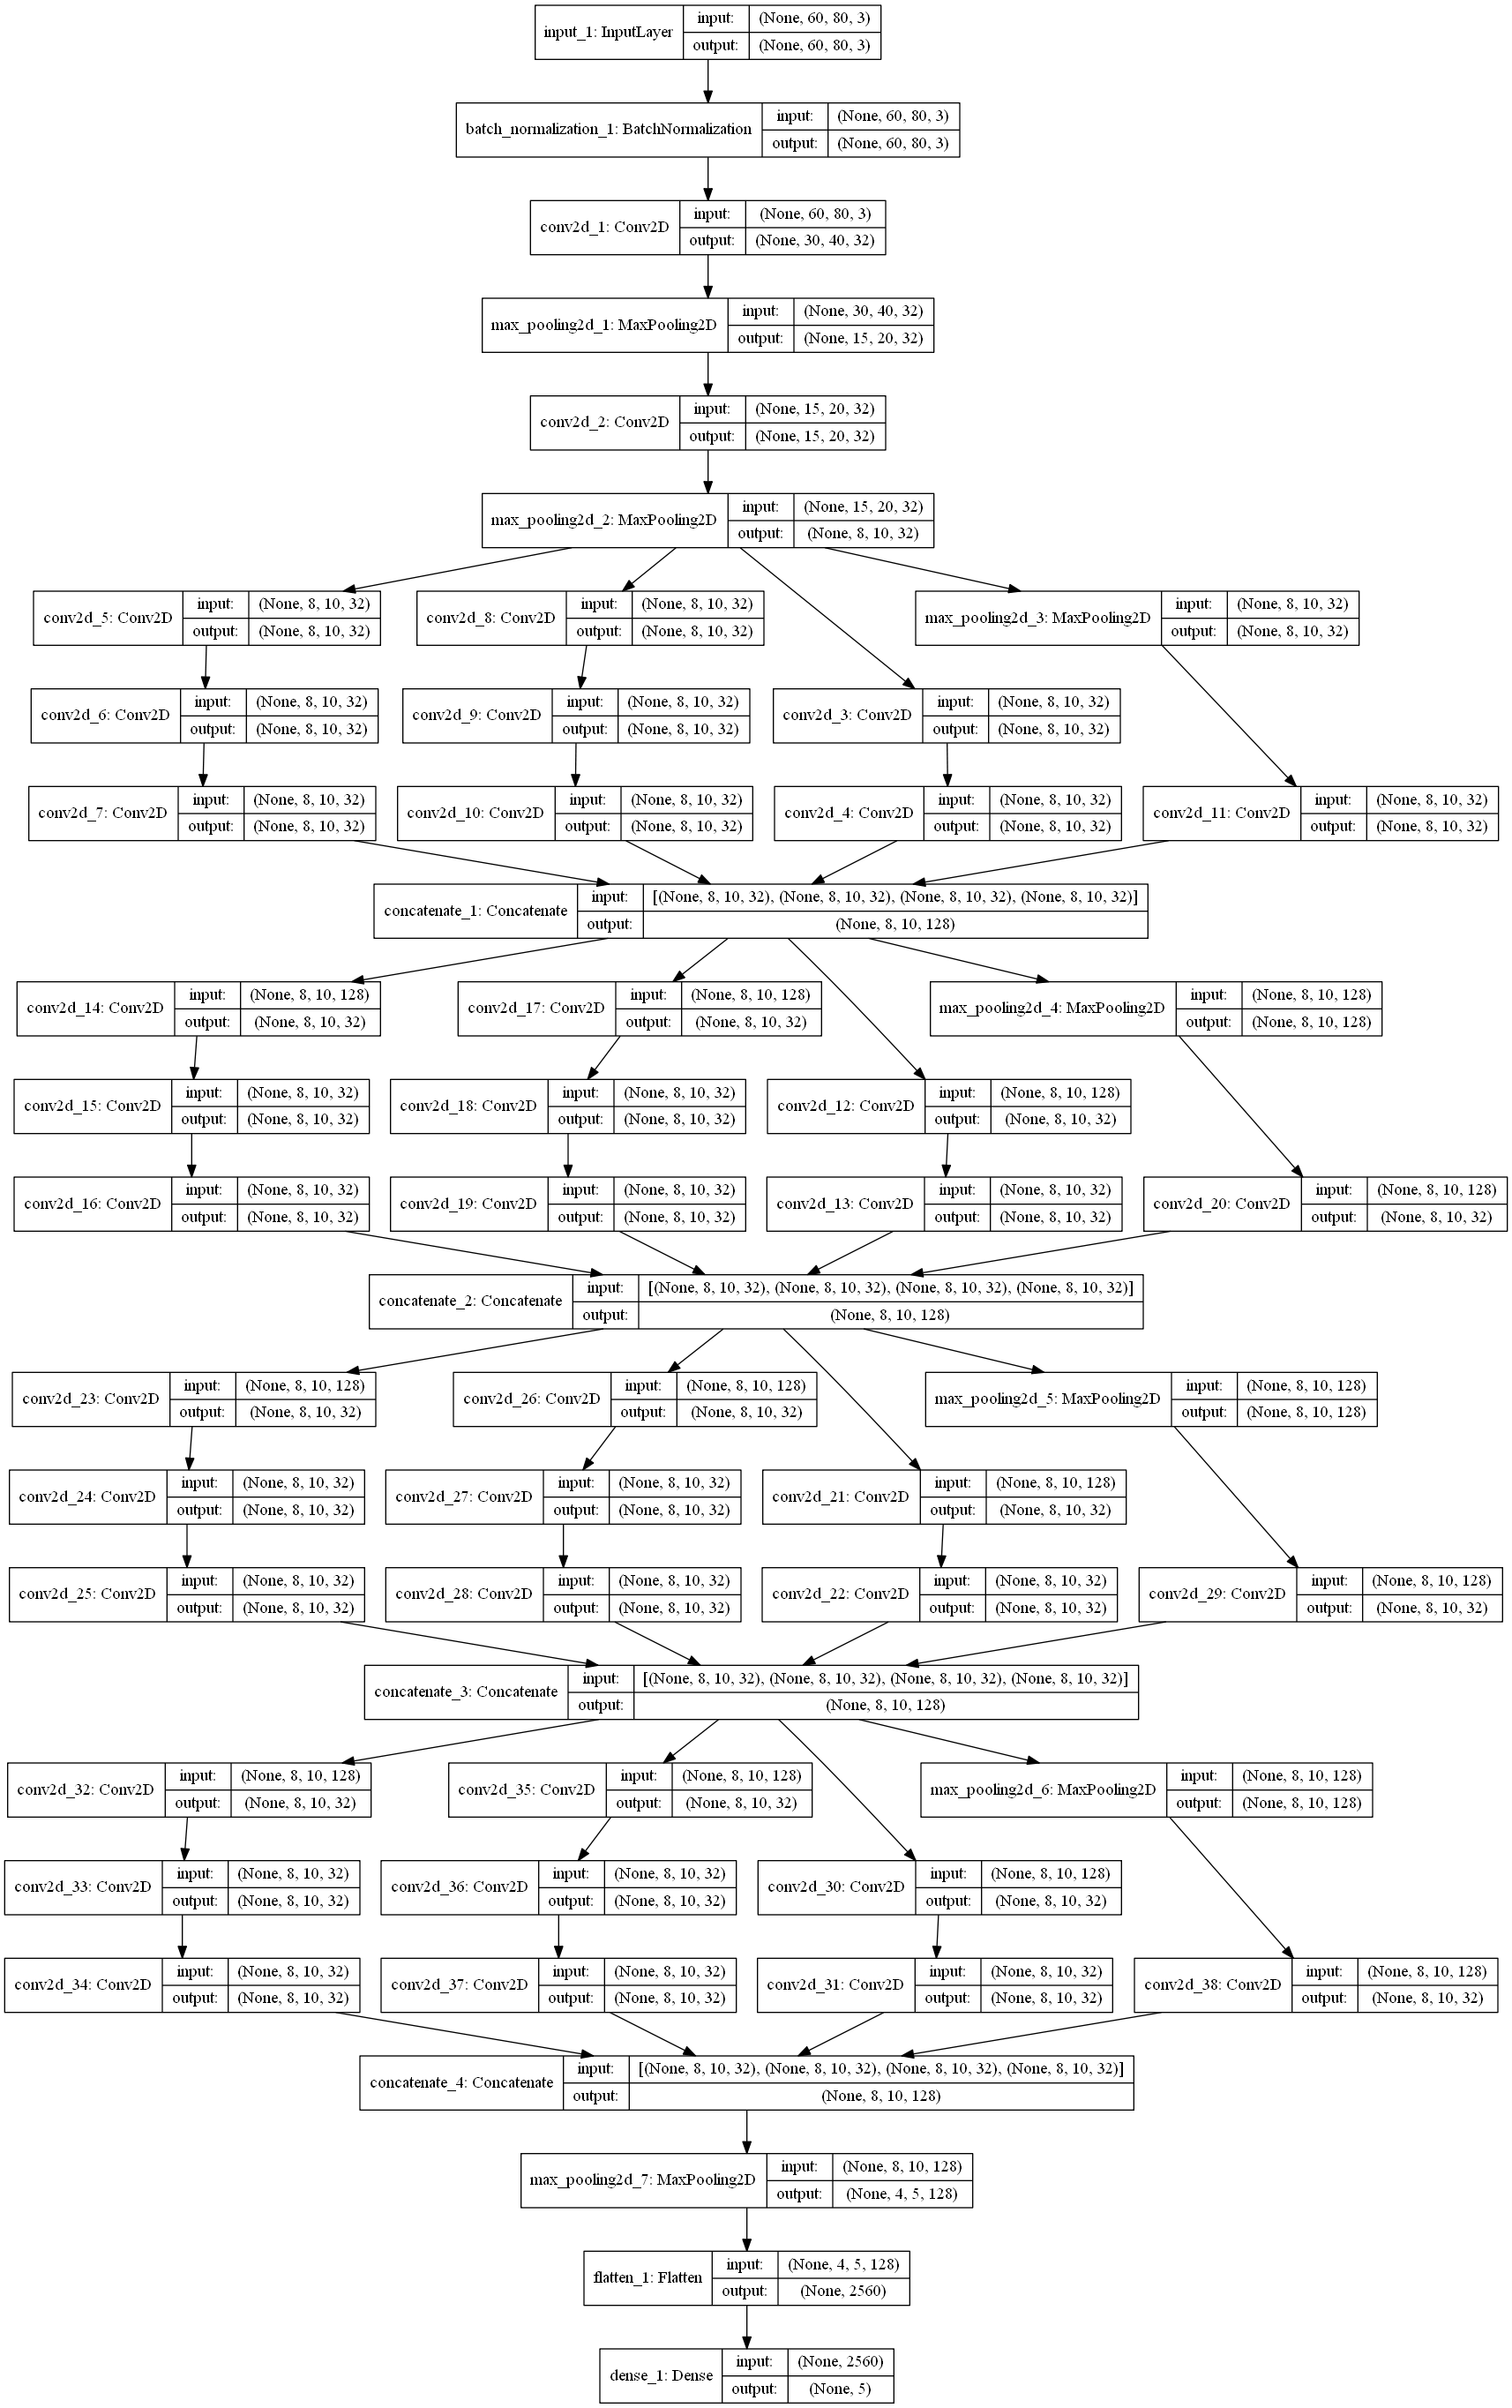 input_1: InputLayer
input: (None, 60, 80, 3)
output: (None, 60, 80, 3)
batch_normalization_1: BatchNormalization
input: (None, 60, 80, 3)
output: (None, 60, 80, 3)
conv2d_1: Conv2D
input: (None, 60, 80, 3)
output: (None, 30, 40, 32)
max_pooling2d_1: MaxPooling2D
input: (None, 30, 40, 32)
output: (None, 15, 20, 32)
conv2d_2: Conv2D
input: (None, 15, 20, 32)
output: (None, 15, 20, 32)
max_pooling2d_2: MaxPooling2D
input: (None, 15, 20, 32)
output: (None, 8, 10, 32)
conv2d_5: Conv2D
input: (None, 8, 10, 32)
output: (None, 8, 10, 32)
conv2d_8: Conv2D
input: (None, 8, 10, 32)
output: (None, 8, 10, 32)
max_pooling2d_3: MaxPooling2D
input: (None, 8, 10, 32)
output: (None, 8, 10, 32)
conv2d_6: Conv2D
input: (None, 8, 10, 32)
output: (None, 8, 10, 32)
conv2d_9: Conv2D
input: (None, 8, 10, 32)
output: (None, 8, 10, 32)
conv2d_3: Conv2D
input: (None, 8, 10, 32)
output: (None, 8, 10, 32)
conv2d_7: Conv2D
input: (None, 8, 10, 32)
output: (None, 8, 10, 32)
conv2d_10: Conv2D
input: (None, 8, 10, 32)
output: (None, 8, 10, 32)
conv2d_4: Conv2D
input: (None, 8, 10, 32)
output: (None, 8, 10, 32)
conv2d_11: Conv2D
input: (None, 8, 10, 32)
output: (None, 8, 10, 32)
concatenate_1: Concatenate
input: [(None, 8, 10, 32), (None, 8, 10, 32), (None, 8, 10, 32), (None, 8, 10, 32)]
output: (None, 8, 10, 128)
conv2d_14: Conv2D
input: (None, 8, 10, 128)
output: (None, 8, 10, 32)
conv2d_17: Conv2D
input: (None, 8, 10, 128)
output: (None, 8, 10, 32)
max_pooling2d_4: MaxPooling2D
input: (None, 8, 10, 128)
output: (None, 8, 10, 128)
conv2d_15: Conv2D
input: (None, 8, 10, 32)
output: (None, 8, 10, 32)
conv2d_18: Conv2D
input: (None, 8, 10, 32)
output: (None, 8, 10, 32)
conv2d_12: Conv2D
input: (None, 8, 10, 128)
output: (None, 8, 10, 32)
conv2d_16: Conv2D
input: (None, 8, 10, 32)
output: (None, 8, 10, 32)
conv2d_19: Conv2D
input: (None, 8, 10, 32)
output: (None, 8, 10, 32)
conv2d_13: Conv2D
input: (None, 8, 10, 32)
output: (None, 8, 10, 32)
conv2d_20: Conv2D
input: (None, 8, 10, 128)
output: (None, 8, 10, 32)
concatenate_2: Concatenate
input: [(None, 8, 10, 32), (None, 8, 10, 32), (None, 8, 10, 32), (None, 8, 10, 32)]
output: (None, 8, 10, 128)
conv2d_23: Conv2D
input: (None, 8, 10, 128)
output: (None, 8, 10, 32)
conv2d_26: Conv2D
input: (None, 8, 10, 128)
output: (None, 8, 10, 32)
max_pooling2d_5: MaxPooling2D
input: (None, 8, 10, 128)
output: (None, 8, 10, 128)
conv2d_24: Conv2D
input: (None, 8, 10, 32)
output: (None, 8, 10, 32)
conv2d_27: Conv2D
input: (None, 8, 10, 32)
output: (None, 8, 10, 32)
conv2d_21: Conv2D
input: (None, 8, 10, 128)
output: (None, 8, 10, 32)
conv2d_25: Conv2D
input: (None, 8, 10, 32)
output: (None, 8, 10, 32)
conv2d_28: Conv2D
input: (None, 8, 10, 32)
output: (None, 8, 10, 32)
conv2d_22: Conv2D
input: (None, 8, 10, 32)
output: (None, 8, 10, 32)
conv2d_29: Conv2D
input: (None, 8, 10, 128)
output: (None, 8, 10, 32)
concatenate_3: Concatenate
input: [(None, 8, 10, 32), (None, 8, 10, 32), (None, 8, 10, 32), (None, 8, 10, 32)]
output: (None, 8, 10, 128)
conv2d_32: Conv2D
input: (None, 8, 10, 128)
output: (None, 8, 10, 32)
conv2d_35: Conv2D
input: (None, 8, 10, 128)
output: (None, 8, 10, 32)
max_pooling2d_6: MaxPooling2D
input: (None, 8, 10, 128)
output: (None, 8, 10, 128)
conv2d_33: Conv2D
input: (None, 8, 10, 32)
output: (None, 8, 10, 32)
conv2d_36: Conv2D
input: (None, 8, 10, 32)
output: (None, 8, 10, 32)
conv2d_30: Conv2D
input: (None, 8, 10, 128)
output: (None, 8, 10, 32)
conv2d_34: Conv2D
input: (None, 8, 10, 32)
output: (None, 8, 10, 32)
conv2d_37: Conv2D
input: (None, 8, 10, 32)
output: (None, 8, 10, 32)
conv2d_31: Conv2D
input: (None, 8, 10, 32)
output: (None, 8, 10, 32)
conv2d_38: Conv2D
input: (None, 8, 10, 128)
output: (None, 8, 10, 32)
concatenate_4: Concatenate
input: [(None, 8, 10, 32), (None, 8, 10, 32), (None, 8, 10, 32), (None, 8, 10, 32)]
output: (None, 8, 10, 128)
max_pooling2d_7: MaxPooling2D
input: (None, 8, 10, 128)
output: (None, 4, 5, 128)
flatten_1: Flatten
input: (None, 4, 5, 128)
output: (None, 2560)
dense_1: Dense
input: (None, 2560)
output: (None, 5)